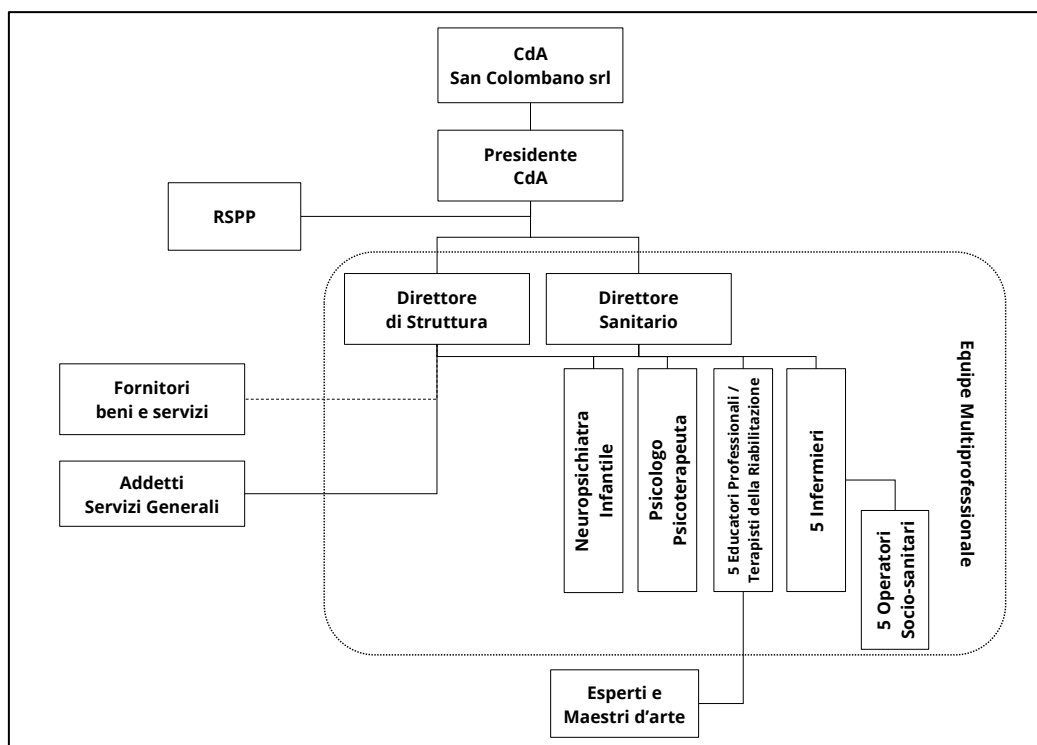 CdA
San Colombano srl
Presidente
CdA
RSPP
Direttore
di Struttura
Direttore
Sanitario
Fornitori
beni e servizi
Addetti
Servizi Generali
Neuropsichiatra
Infantile
Psicologo
Psicoterapeuta
5 Educatori Professionali /
Terapisti della Riabilitazione
5 Infermieri
5 Operatori
Socio-sanitari
Equipe Multiprofessionale
Esperti e
Maestri d'arte